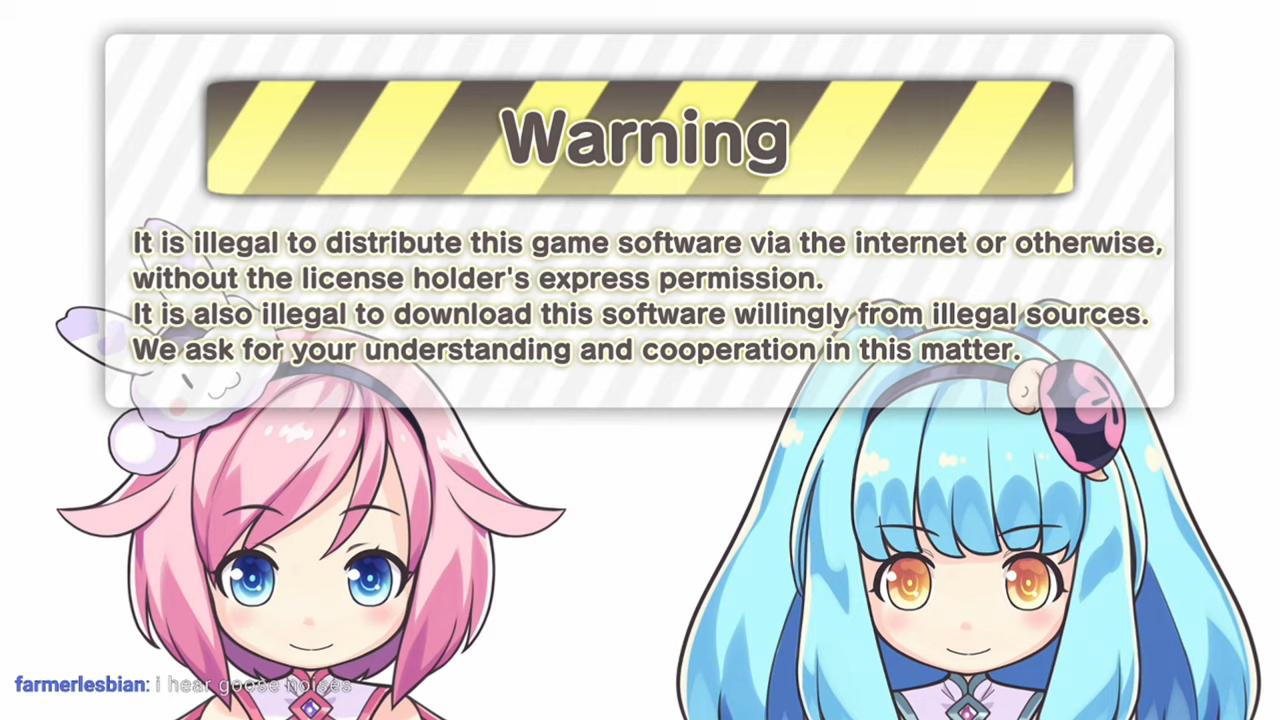 Warning
It is illegal to distribute this game software via the internet or otherwise,
without the license holder's express permission.
It is also illegal to download this software willingly from illegal sources.
We ask for your understanding and cooperation in this matter.
farmerlesbian: i hear goose noises